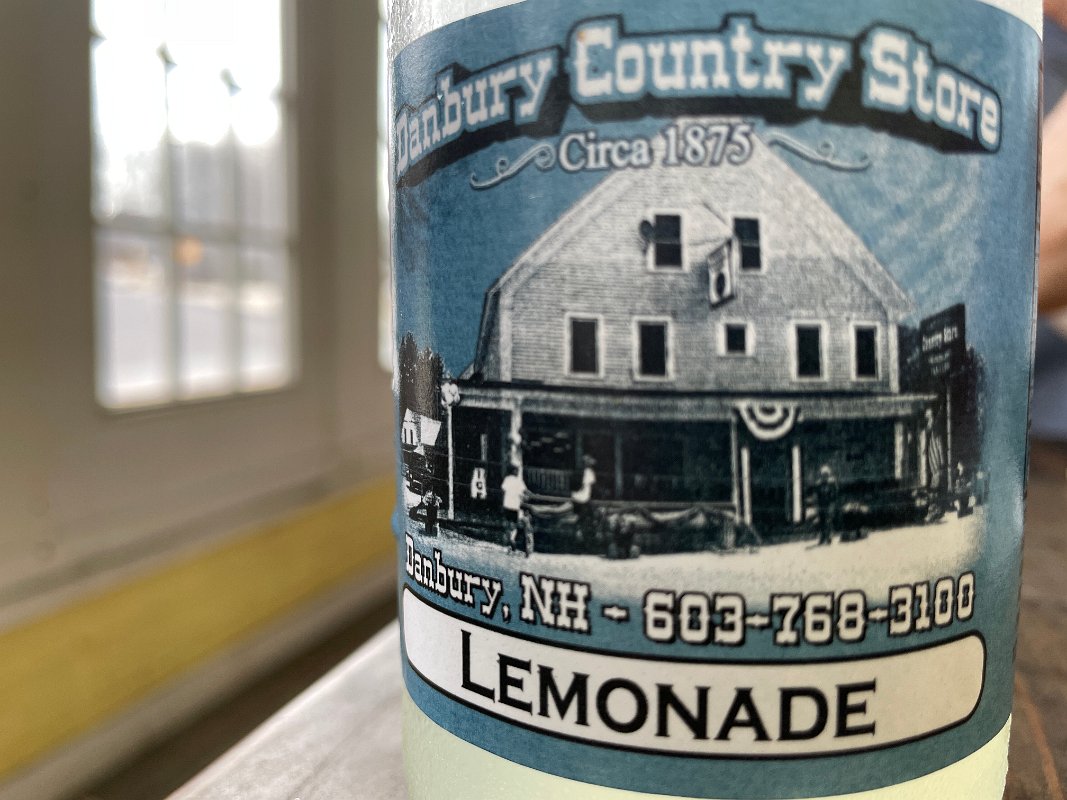 Danbury Country Store
Circa 1875
Danbury, NH - 603-768-3100
LEMONADE